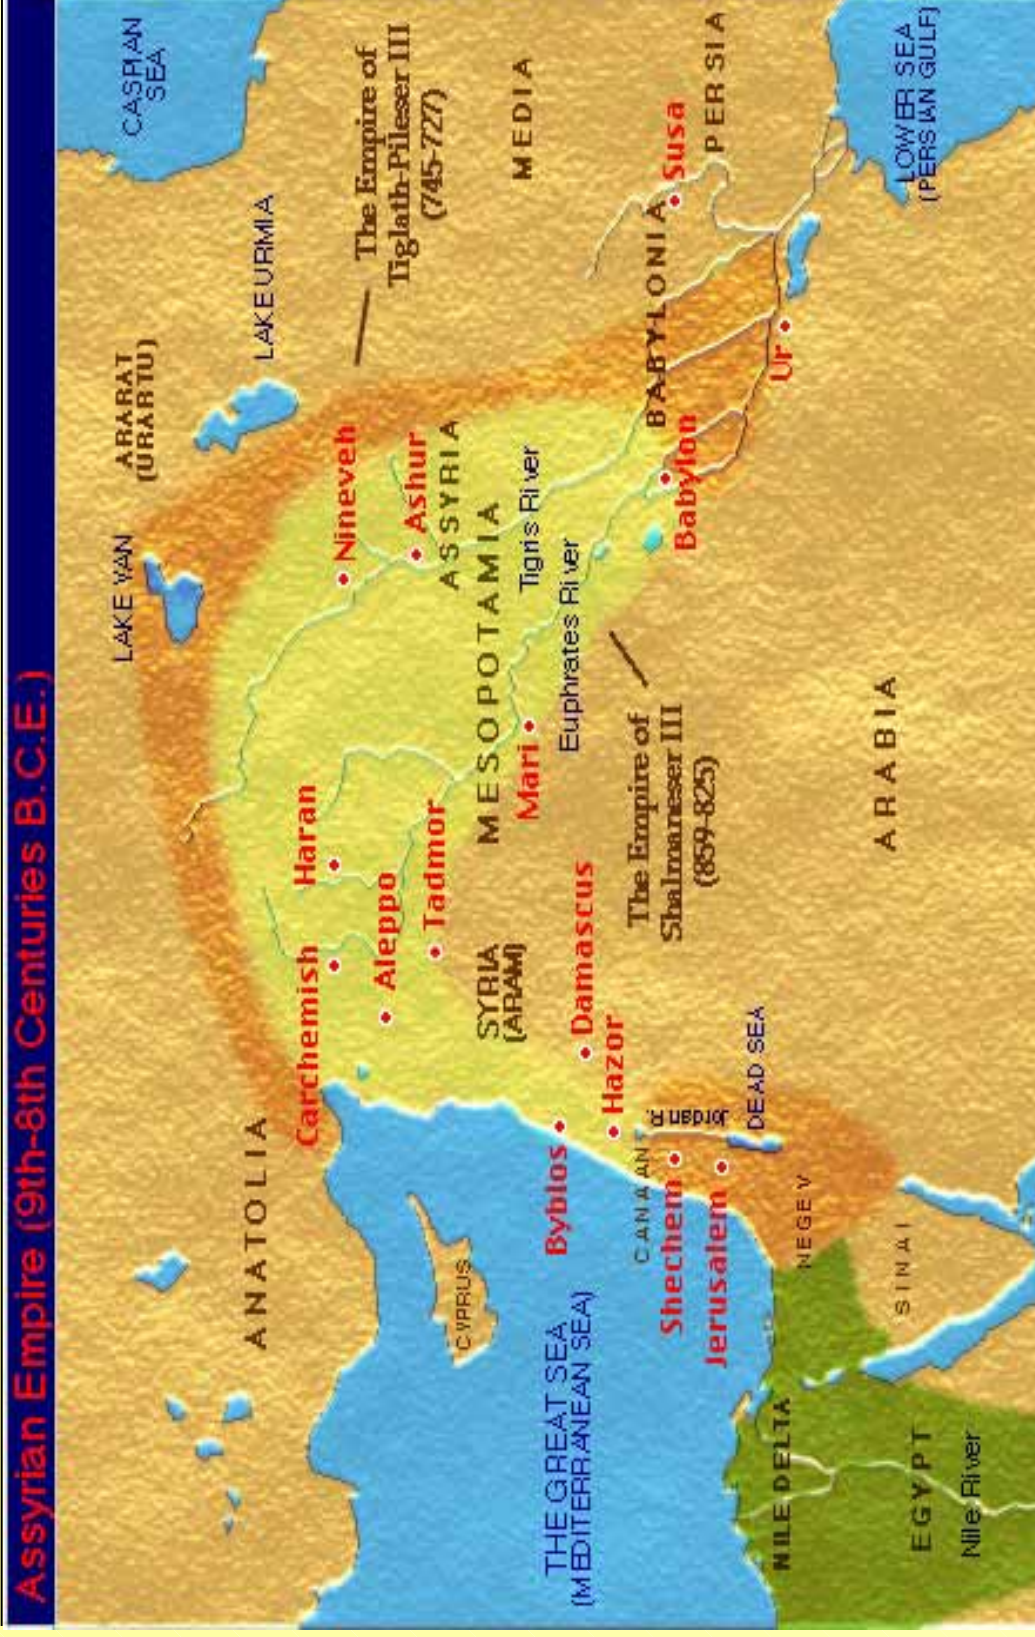 Assyrian Empire (9th-8th Centuries B.C.E.)
CASPIAN
SEA
ARARAT
(URARTU)
LAKE VAN
LAKE URMIA
ANATOLIA
The Empire of
Tiglath-Pileser III
(745-727)
MEDIA
Carchemish
Haran
Nineveh
Aleppo
Ashur
Tadmor
ASSYRIA
CYPRUS
SYRIA
(ARAM)
MESOPOTAMIA
Mari
Tigris River
Euphrates River
THE GREAT SEA
(MEDITERRANEAN SEA)
Byblos
Damascus
Hazor
The Empire of
Shalmaneser III
(859-825)
BABYLONIA
Babylon
Susa
PERSIA
CANAAN
Jordan R.
Shechem
Jerusalem
DEAD SEA
Ur
NILE DELTA
NEGEV
SINAI
ARABIA
LOWER SEA
(PERSIAN GULF)
EGYPT
Nile River